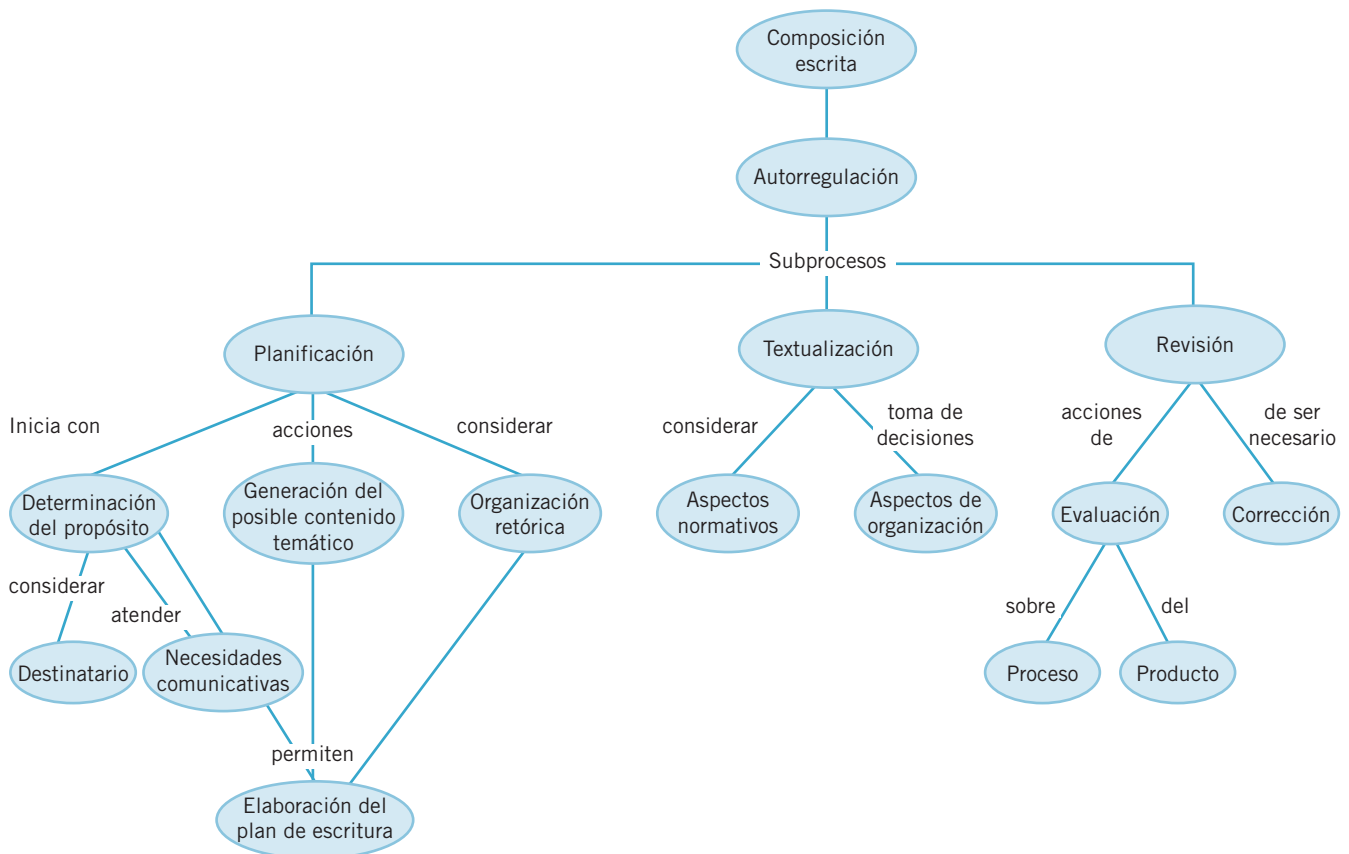 Composición
escrita
Autorregulación
Subprocesos
Planificación
Textualización
Revisión
Inicia con
acciones
considerar
considerar
toma de
decisiones
acciones
de
de ser
necesario
Determinación
del propósito
Generación del
posible contenido
temático
Organización
retórica
Aspectos
normativos
Aspectos de
organización
Evaluación
Corrección
considerar
atender
sobre
del
Destinatario
Necesidades
comunicativas
Proceso
Producto
permiten
Elaboración del
plan de escritura